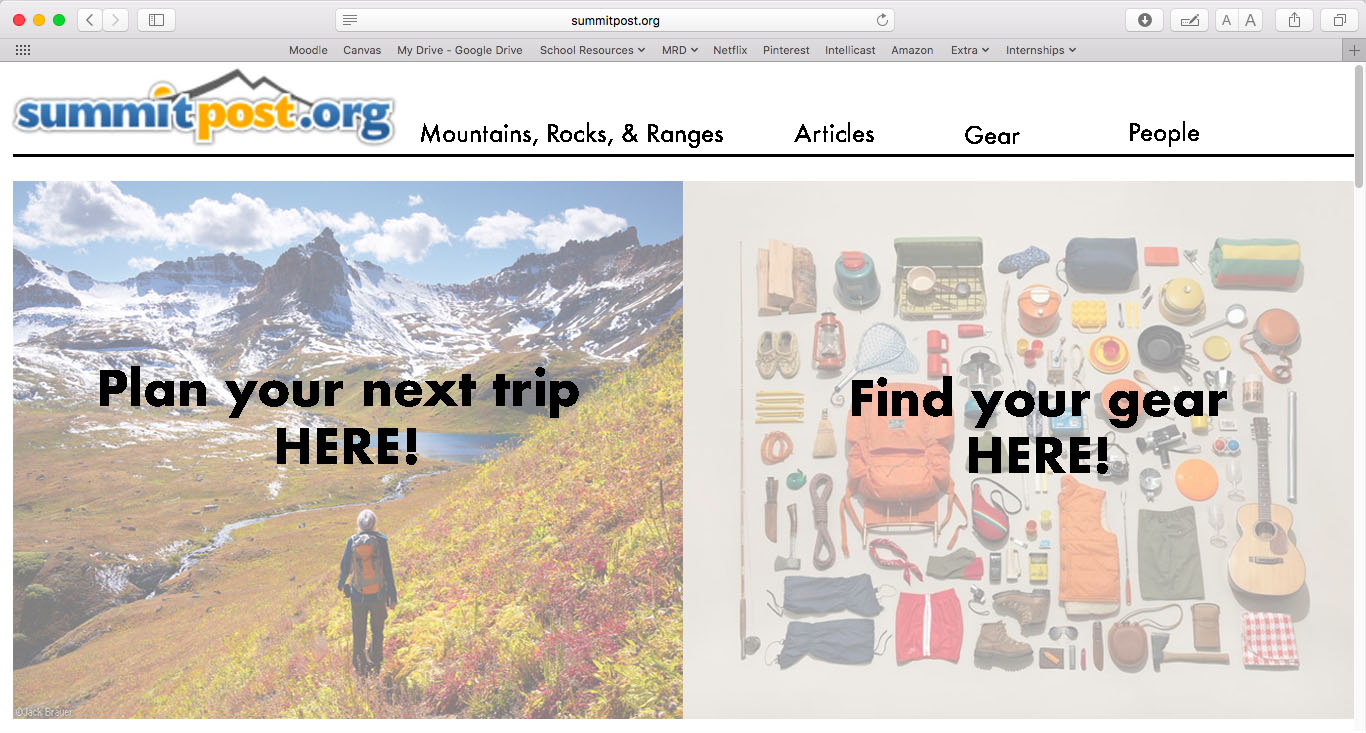 summitpost.org
A A
Moodle Canvas My Drive - Google Drive School Resources MRD Netflix Pinterest Intellicast Amazon Extra Internships
summitpost.org
Mountains, Rocks, & Ranges Articles Gear People
Plan your next trip
HERE!
Find your gear
HERE!
©Jack Brauer